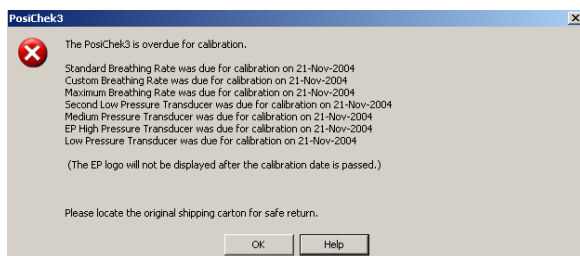 PosiChek3
The PosiChek3 is overdue for calibration.
Standard Breathing Rate was due for calibration on 21-Nov-2004
Custom Breathing Rate was due for calibration on 21-Nov-2004
Maximum Breathing Rate was due for calibration on 21-Nov-2004
Second Low Pressure Transducer was due for calibration on 21-Nov-2004
Medium Pressure Transducer was due for calibration on 21-Nov-2004
EP High Pressure Transducer was due for calibration on 21-Nov-2004
Low Pressure Transducer was due for calibration on 21-Nov-2004
(The EP logo will not be displayed after the calibration date is passed.)
Please locate the original shipping carton for safe return.
OK Help